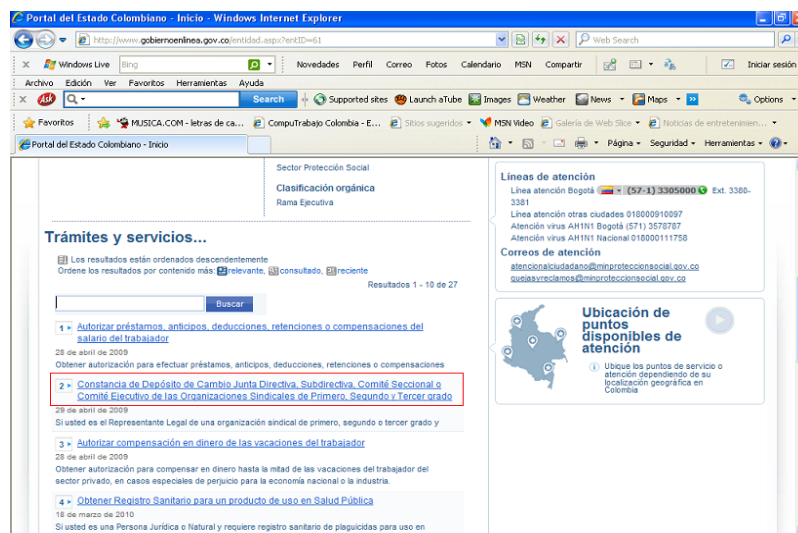 Portal del Estado Colombiano - Inicio - Windows Internet Explorer
http://www.gobiernoenlinea.gov.co/entidad.aspx?entID=61
Web Search
Windows Live
Bing
Novedades Perfil Correo Fotos Calendario MSN Compartir
Iniciar sesión
Archivo Edición Ver Favoritos Herramientas Ayuda
Ask
Search
Supported sites Launch aTube Images Weather News Maps
Options
Favoritos
MUSICA.COM - letras de ca...
CompuTrabajo Colombia - E...
Sitios sugeridos
MSN Video
Galería de Web Slice
Noticias de entretenimien...
Portal del Estado Colombiano - Inicio
Página Seguridad Herramientas
Sector Protección Social
Clasificación orgánica
Rama Ejecutiva
Trámites y servicios...
Los resultados están ordenados descendentemente
Ordene los resultados por contenido más: relevante, consultado, reciente
Resultados 1 - 10 de 27
Buscar
1 Autorizar préstamos, anticipos, deducciones, retenciones o compensaciones del
salario del trabajador
28 de abril de 2009
Obtener autorización para efectuar préstamos, anticipos, deducciones, retenciones o compensaciones
2 Constancia de Depósito de Cambio Junta Directiva, Subdirectiva, Comité Seccional o
Comité Ejecutivo de las Organizaciones Sindicales de Primero, Segundo y Tercer grado
29 de abril de 2009
Si usted es el Representante Legal de una organización sindical de primero, segundo o tercer grado y
3 Autorizar compensación en dinero de las vacaciones del trabajador
28 de abril de 2009
Obtener autorización para compensar en dinero hasta la mitad de las vacaciones del trabajador del
sector privado, en casos especiales de perjuicio para la economía nacional o la industria.
4 Obtener Registro Sanitario para un producto de uso en Salud Pública
18 de marzo de 2010
Si usted es una Persona Jurídica o Natural y requiere registro sanitario de plaguicidas para uso en
Líneas de atención
Línea atención Bogotá (57-1) 3305000 Ext. 3380-
3381
Línea atención otras ciudades 018000910097
Atención virus AH1N1 Bogotá (571) 3578787
Atención virus AH1N1 Nacional 018000111758
Correos de atención
atencionalciudadano@minproteccionsocial.gov.co
quejasyreclamos@minproteccionsocial.gov.co
Ubicación de
puntos
disponibles de
atención
Ubique los puntos de servicio o
atención dependiendo de su
localización geográfica en
Colombia